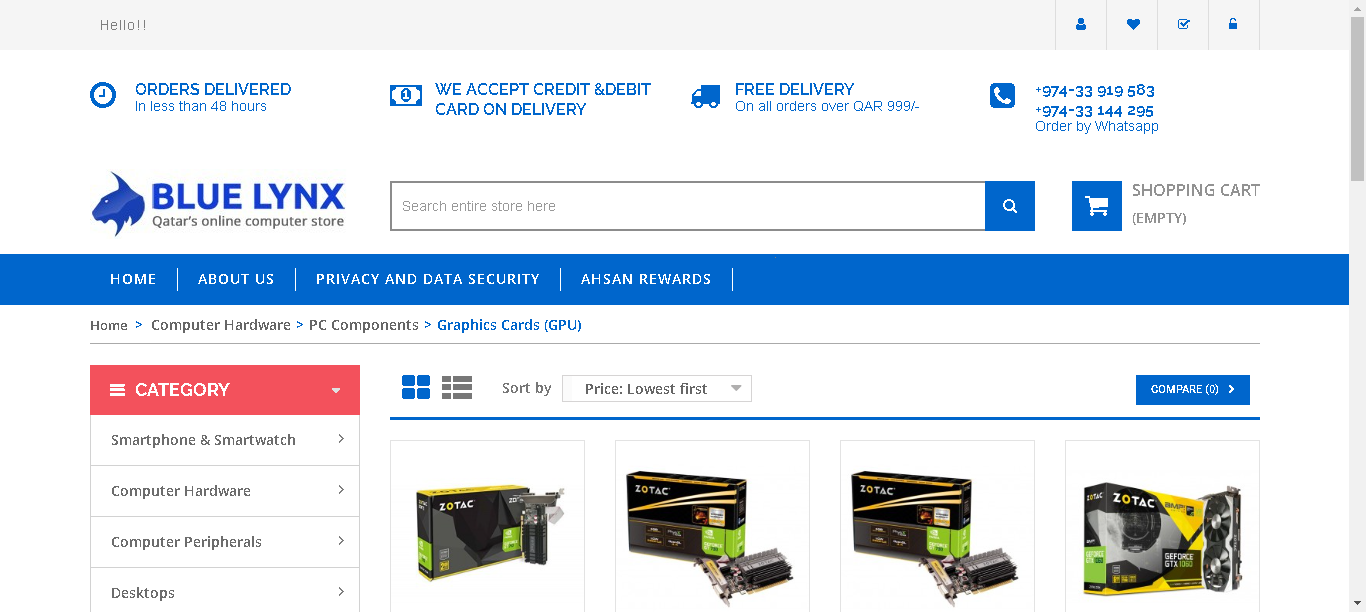 Hello!!
ORDERS DELIVERED
In less than 48 hours
WE ACCEPT CREDIT &DEBIT
CARD ON DELIVERY
FREE DELIVERY
On all orders over QAR 999/-
+974-33 919 583
+974-33 144 295
Order by Whatsapp
BLUE LYNX
Qatar's online computer store
Search entire store here
SHOPPING CART
(EMPTY)
HOME
ABOUT US
PRIVACY AND DATA SECURITY
AHSAN REWARDS
Home > Computer Hardware > PC Components > Graphics Cards (GPU)
CATEGORY
Sort by
Price: Lowest first
COMPARE (0)
Smartphone & Smartwatch
Computer Hardware
Computer Peripherals
Desktops
ZOTAC
ZOTAC
ZOTAC
ZOTAC
ZOTAC
AMP!
GEFORCE
GTX 1060